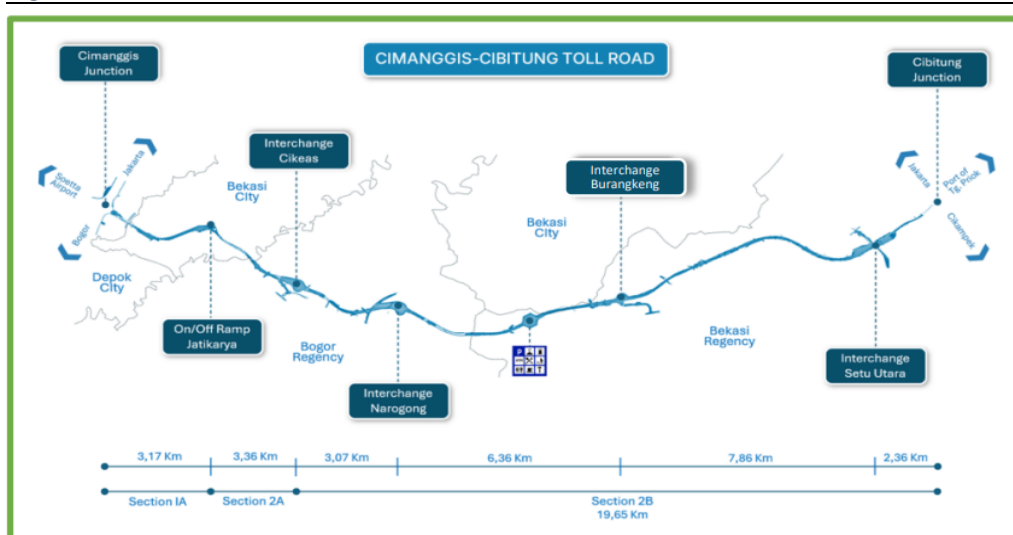 CIMANGGIS-CIBITUNG TOLL ROAD
Cimanggis
Junction
Cibitung
Junction
Interchange
Cikeas
Interchange
Burangkeng
Soetta
Airport
Jakarta
Bogor
Bekasi
CIty
Bekasi
CIty
Jakarta
Port of
Tg. Priok
Cikampek
Depok
CIty
On/Off Ramp
Jatikarya
Bogor
Regency
Interchange
Narogong
P
Bekasi
Regency
Interchange
Setu Utara
3,17 Km
3,36 Km
3,07 Km
6,36 Km
7,86 Km
2,36 Km
Section IA
Section 2A
Section 2B
19,65 Km